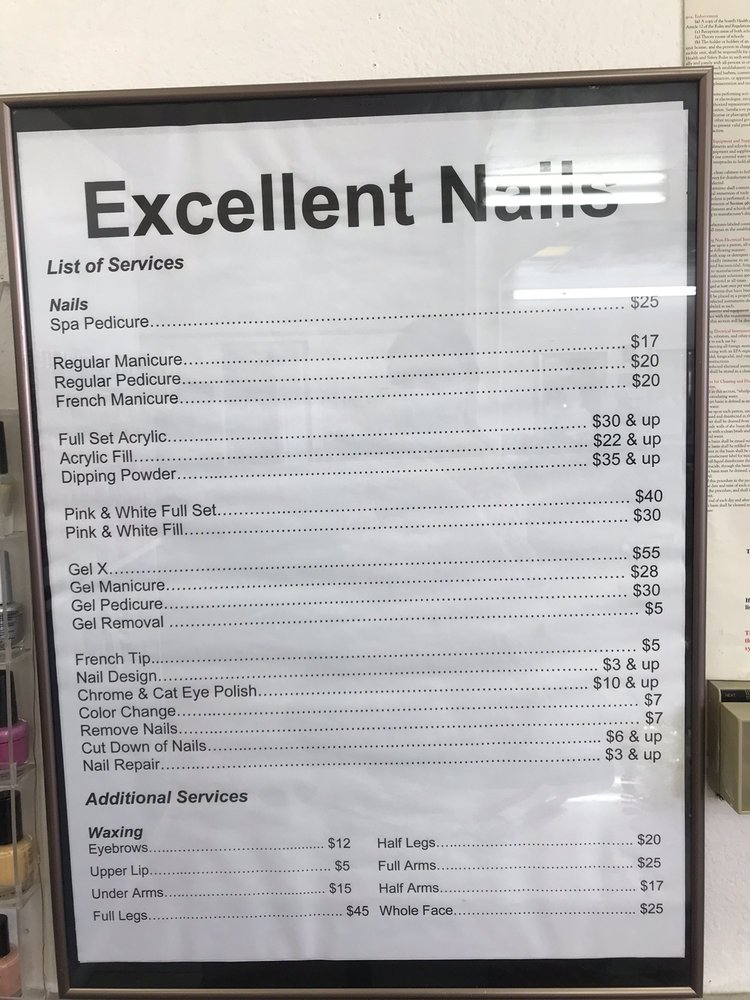 Excellent Nails
List of Services
Nails
Spa Pedicure........ $25
Regular Manicure........ $17
Regular Pedicure........ $20
French Manicure........ $20
Full Set Acrylic........ $30 & up
Acrylic Fill........ $22 & up
Dipping Powder........ $35 & up
Pink & White Full Set........ $40
Pink & White Fill........ $30
Gel X........ $55
Gel Manicure........ $28
Gel Pedicure........ $30
Gel Removal ........ $5
French Tip........ $5
Nail Design........ $3 & up
Chrome & Cat Eye Polish........ $10 & up
Color Change........ $7
Remove Nails........ $7
Cut Down of Nails........ $6 & up
Nail Repair........ $3 & up
Additional Services
Waxing
Eyebrows........ $12 Half Legs........ $20
Upper Lip........ $5 Full Arms........ $25
Under Arms........ $15 Half Arms........ $17
Full Legs........ $45 Whole Face........ $25